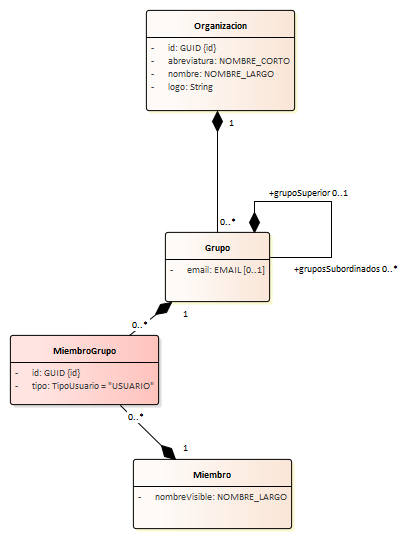 Organizacion
- id: GUID {id}
- abreviatura: NOMBRE_CORTO
- nombre: NOMBRE_LARGO
- logo: String
1
+grupoSuperior 0..1
0..*
Grupo
- email: EMAIL [0..1]
+gruposSubordinados 0..*
1
0..*
MiembroGrupo
- id: GUID {id}
- tipo: TipoUsuario = "USUARIO"
0..*
1
Miembro
- nombreVisible: NOMBRE_LARGO